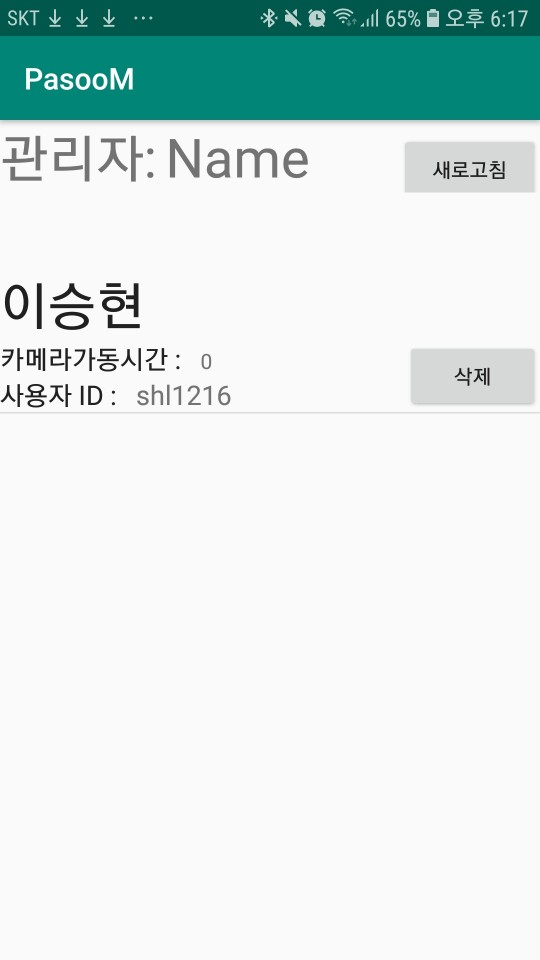 SKT 65% 오후 6:17
PasooM
관리자: Name
새로고침
이승현
카메라가동시간 : 0
삭제
사용자 ID : shl1216